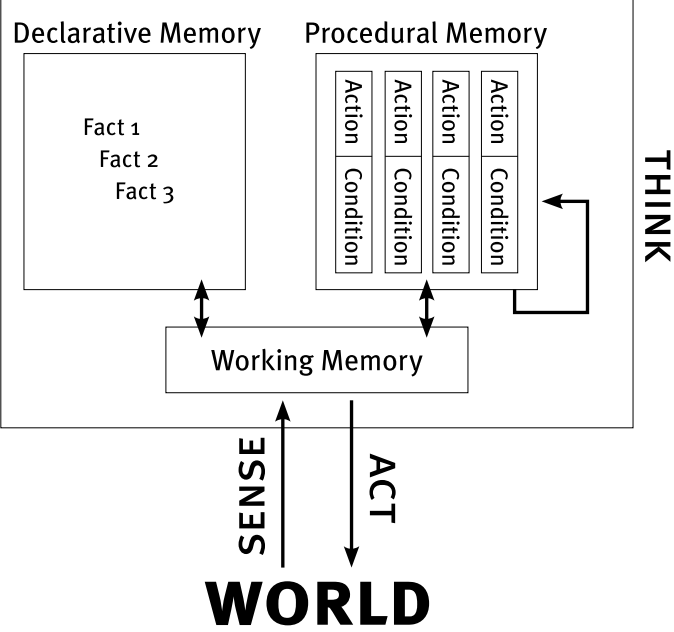 Declarative Memory
Procedural Memory
Fact 1
Fact 2
Fact 3
Action
Condition
Action
Condition
Action
Condition
Action
Condition
THINK
Working Memory
SENSE
ACT
WORLD